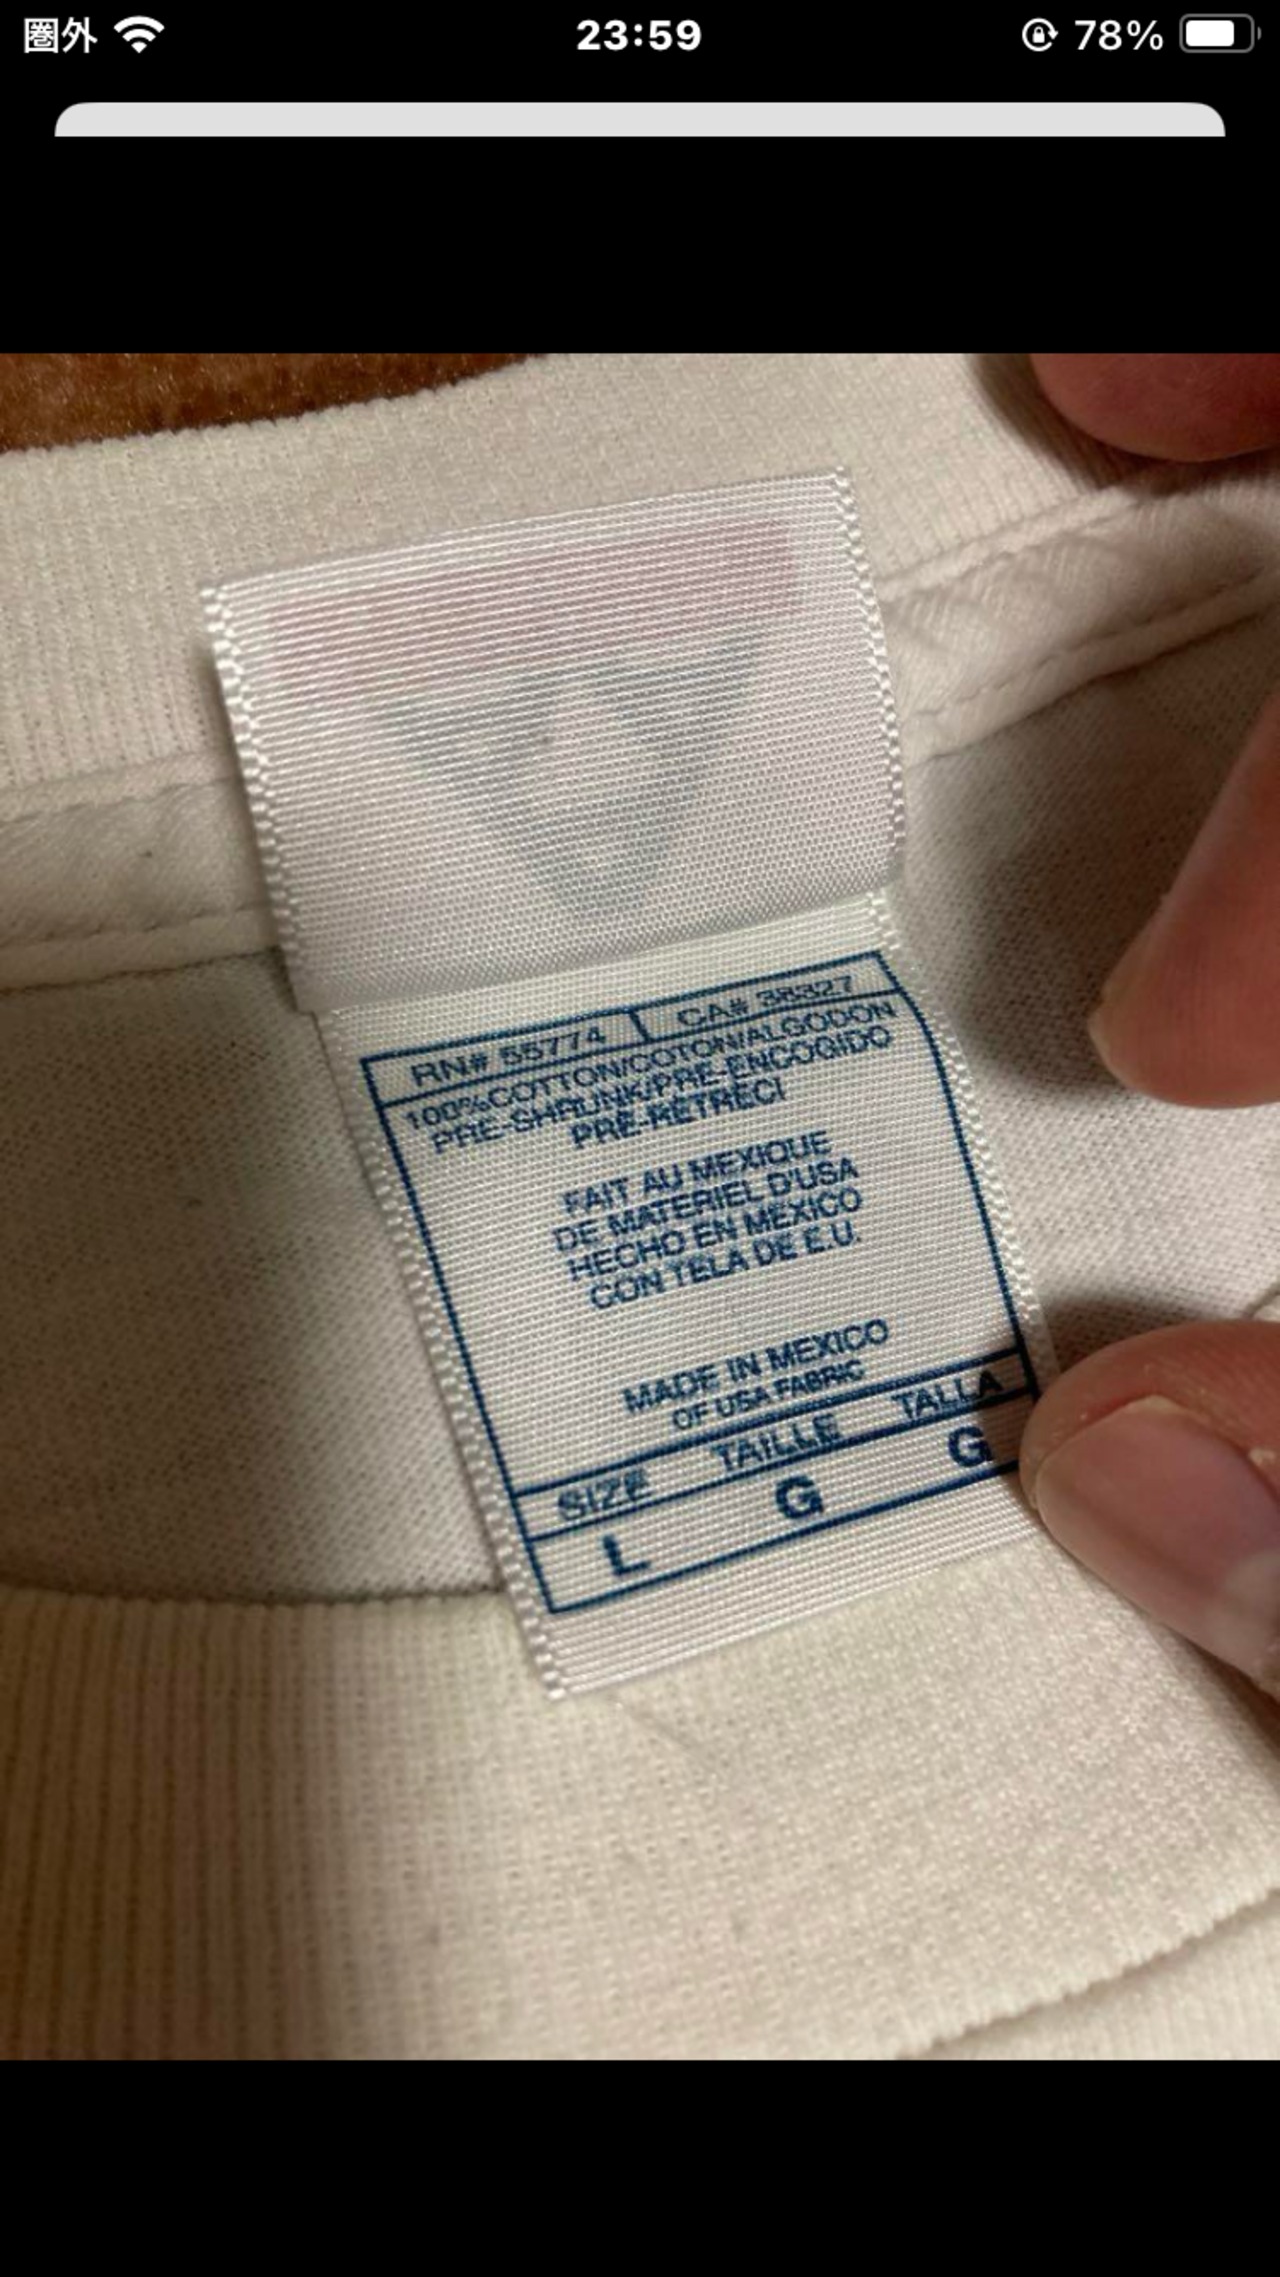 圏外 23:59 78%
RN# 55774 CA# 38327
100%COTTON/COTON/ALGODON
PRE-SHRUNK/PRE-ENCOGIDO
PRÉ-RÉTRÉCI
FAIT AU MEXIQUE
DE MATERIEL D'USA
HECHO EN MEXICO
CON TELA DE E.U.
MADE IN MEXICO
OF USA FABRIC
SIZE TAILLE TALLA
L G G